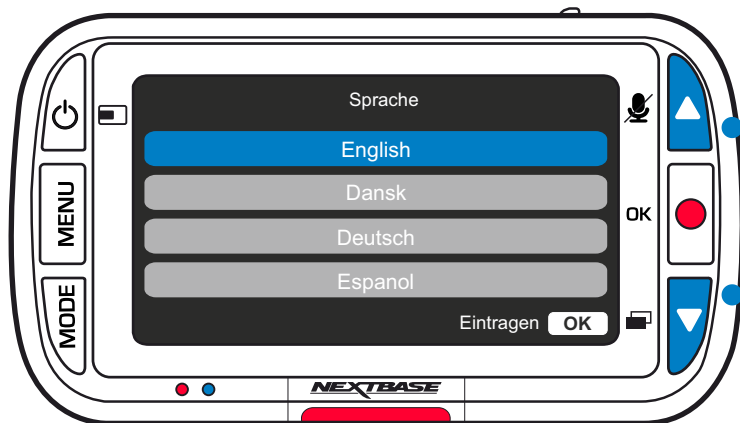 Sprache
English
MENU
Dansk
OK
Deutsch
Espanol
MODE
Eintragen OK
NEXTBASE